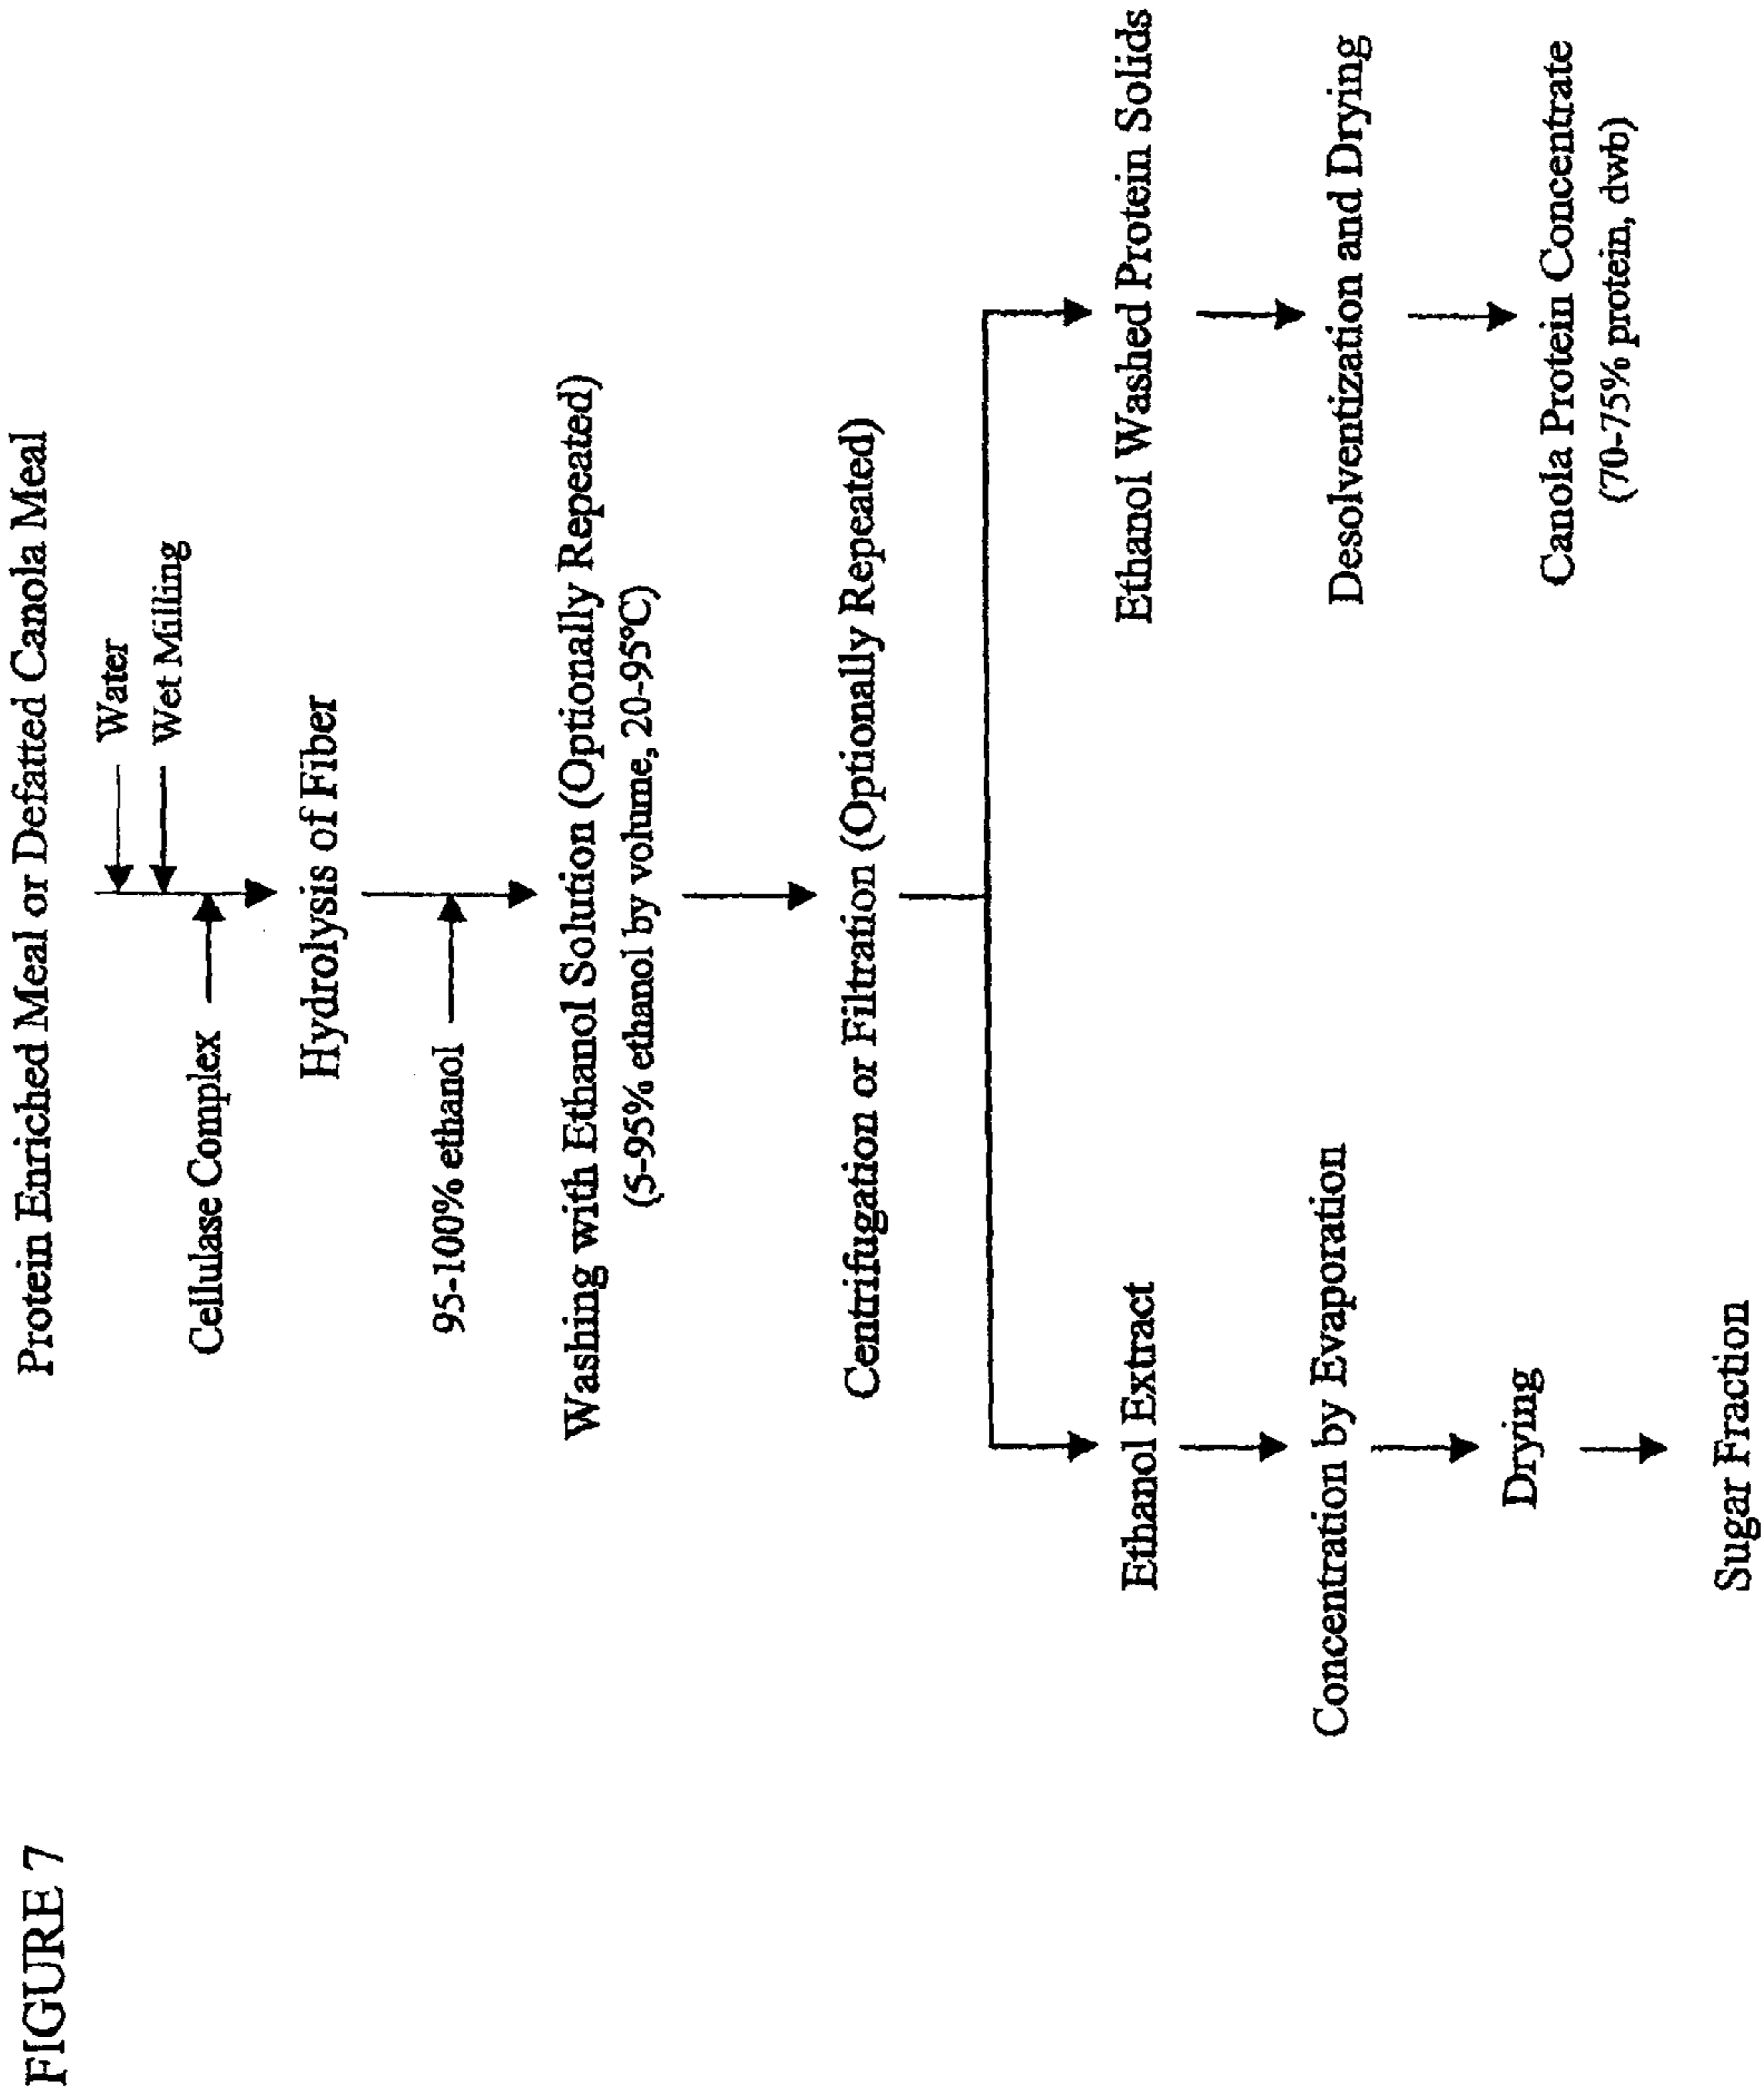 FIGURE 7
Protein Enriched Meal or Defatted Canola Meal
Water
Wet Milling
Cellulase Complex
Hydrolysis of Fiber
95-100% ethanol
Washing with Ethanol Solution (Optionally Repeated)
(5-95% ethanol by volume, 20-95°C)
Centrifugation or Filtration (Optionally Repeated)
Ethanol Extract
Concentration by Evaporation
Drying
Sugar Fraction
Ethanol Washed Protein Solids
Desolventization and Drying
Canola Protein Concentrate
(70-75% protein, dwb)